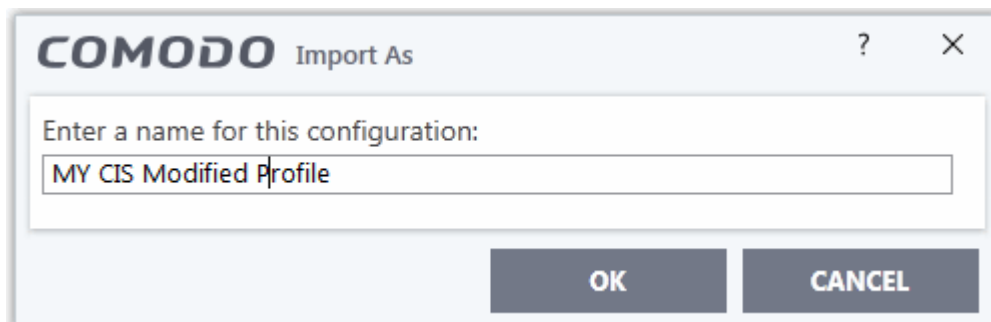 COMODO Import As ?
Enter a name for this configuration:
MY CIS Modified Profile
OK CANCEL